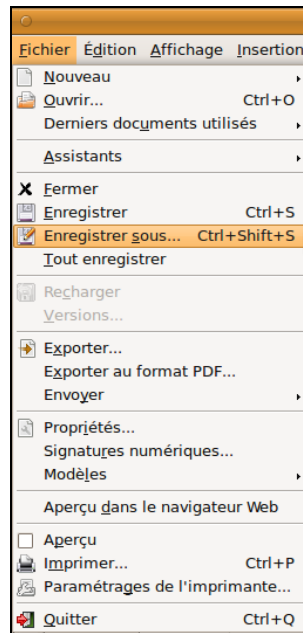 Fichier Édition Affichage Insertion
Nouveau
Ouvrir... Ctrl+O
Derniers documents utilisés
Assistants
Fermer
Enregistrer Ctrl+S
Enregistrer sous... Ctrl+Shift+S
Tout enregistrer
Recharger
Versions...
Exporter...
Exporter au format PDF...
Envoyer
Propriétés...
Signatures numériques...
Modèles
Aperçu dans le navigateur Web
Aperçu
Imprimer... Ctrl+P
Paramétrages de l'imprimante...
Quitter Ctrl+Q